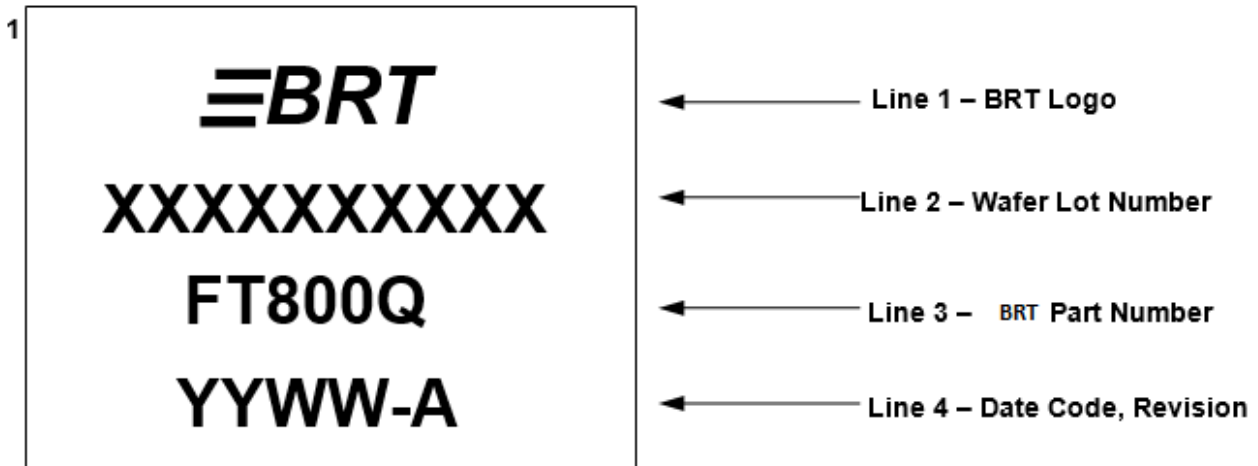 1
BRT
Line 1 – BRT Logo
XXXXXXXXXX
Line 2 – Wafer Lot Number
FT800Q
Line 3 – BRT Part Number
YYWW-A
Line 4 – Date Code, Revision